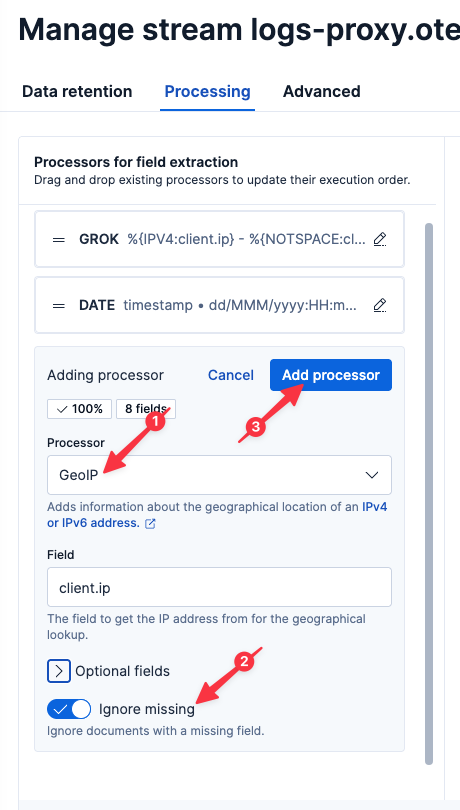 Manage stream logs-proxy.ote
Data retention Processing Advanced
Processors for field extraction
Drag and drop existing processors to update their execution order.
GROK %{IPV4:client.ip} - %{NOTSPACE:cl...
DATE timestamp • dd/MMM/yyyy:HH:m...
Adding processor Cancel Add processor
100% 8 fields
1
3
Processor
GeoIP
Adds information about the geographical location of an IPv4
or IPv6 address.
Field
client.ip
The field to get the IP address from for the geographical
lookup.
2
Optional fields
Ignore missing
Ignore documents with a missing field.